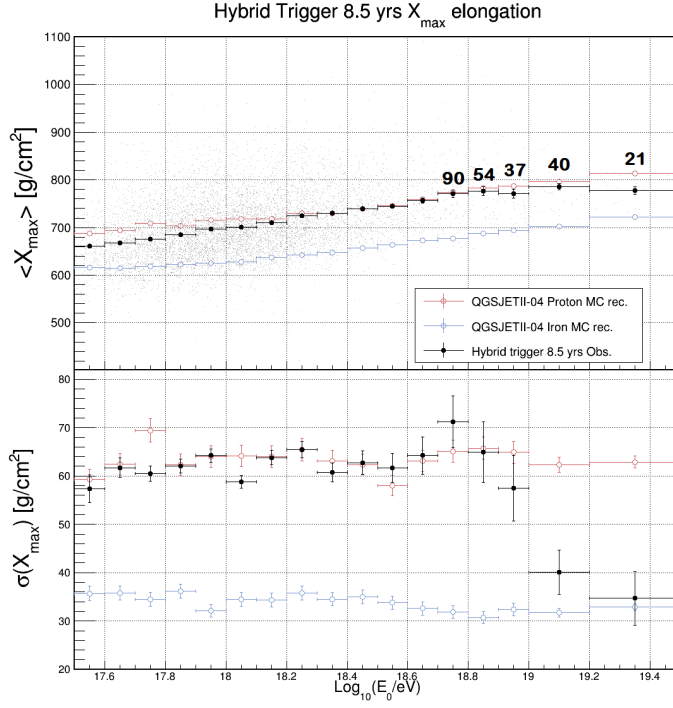 Hybrid Trigger 8.5 yrs Xmax elongation
<Xmax> [g/cm2]
1100
1000
900
800
700
600
500
90
54
37
40
21
QGSJETII-04 Proton MC rec.
QGSJETII-04 Iron MC rec.
Hybrid trigger 8.5 yrs Obs.
σ(Xmax) [g/cm2]
80
70
60
50
40
30
20
17.6 17.8 18 18.2 18.4 18.6 18.8 19 19.2 19.4
Log10(E0/eV)